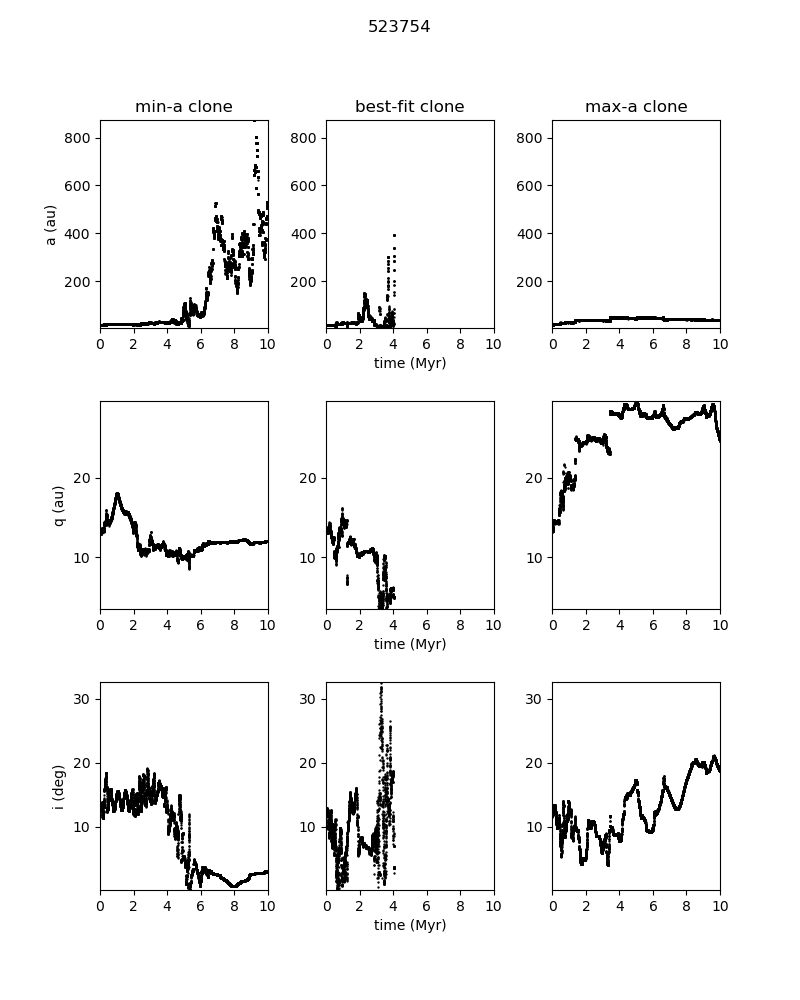 523754
min-a clone best-fit clone max-a clone
800 800 800
600 600 600
400 400 400
200 200 200
a (au)
0 2 4 6 8 10 0 2 4 6 8 10 0 2 4 6 8 10
time (Myr)
20 20 20
10 10 10
q (au)
0 2 4 6 8 10 0 2 4 6 8 10 0 2 4 6 8 10
time (Myr)
30 30 30
20 20 20
10 10 10
i (deg)
0 2 4 6 8 10 0 2 4 6 8 10 0 2 4 6 8 10
time (Myr)